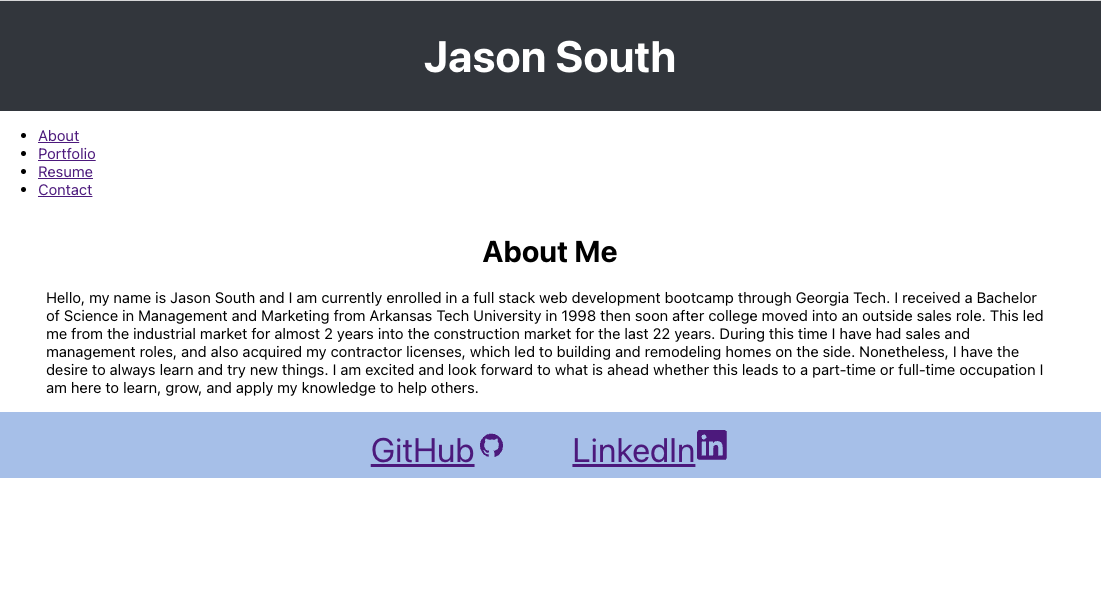 Jason South
About
Portfolio
Resume
Contact
About Me
Hello, my name is Jason South and I am currently enrolled in a full stack web development bootcamp through Georgia Tech. I received a Bachelor
of Science in Management and Marketing from Arkansas Tech University in 1998 then soon after college moved into an outside sales role. This led
me from the industrial market for almost 2 years into the construction market for the last 22 years. During this time I have had sales and
management roles, and also acquired my contractor licenses, which led to building and remodeling homes on the side. Nonetheless, I have the
desire to always learn and try new things. I am excited and look forward to what is ahead whether this leads to a part-time or full-time occupation I
am here to learn, grow, and apply my knowledge to help others.
GitHub LinkedIn in